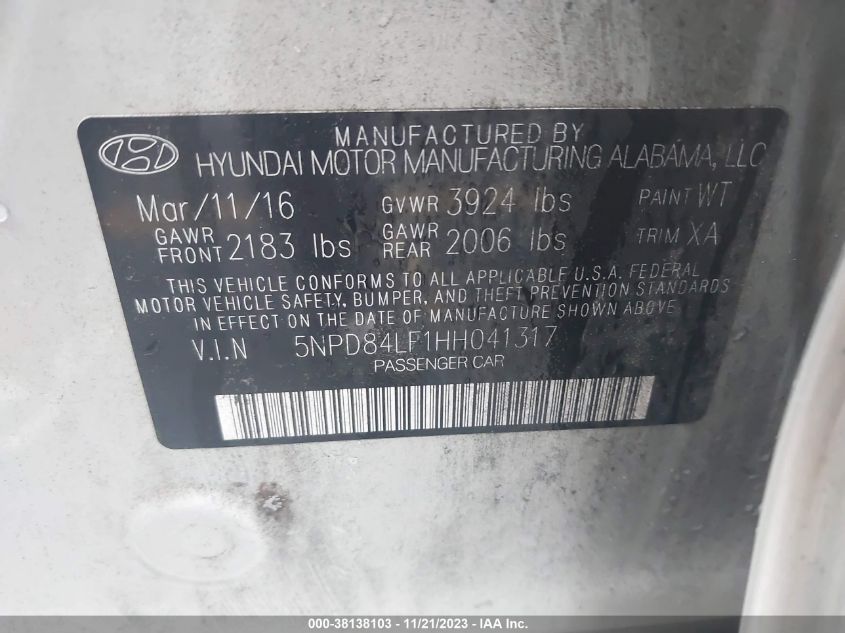 MANUFACTURED BY
HYUNDAI MOTOR MANUFACTURING ALABAMA, LLC
Mar/11/16 GVWR 3924 lbs PAINT WT
GAWR FRONT 2183 lbs GAWR REAR 2006 lbs TRIM XA
THIS VEHICLE CONFORMS TO ALL APPLICABLE U.S.A. FEDERAL
MOTOR VEHICLE SAFETY, BUMPER, AND THEFT PREVENTION STANDARDS
IN EFFECT ON THE DATE OF MANUFACTURE SHOWN ABOVE.
V.I.N 5NPD84LF1HH041317
PASSENGER CAR
000-38138103 - 11/21/2023 - IAA Inc.